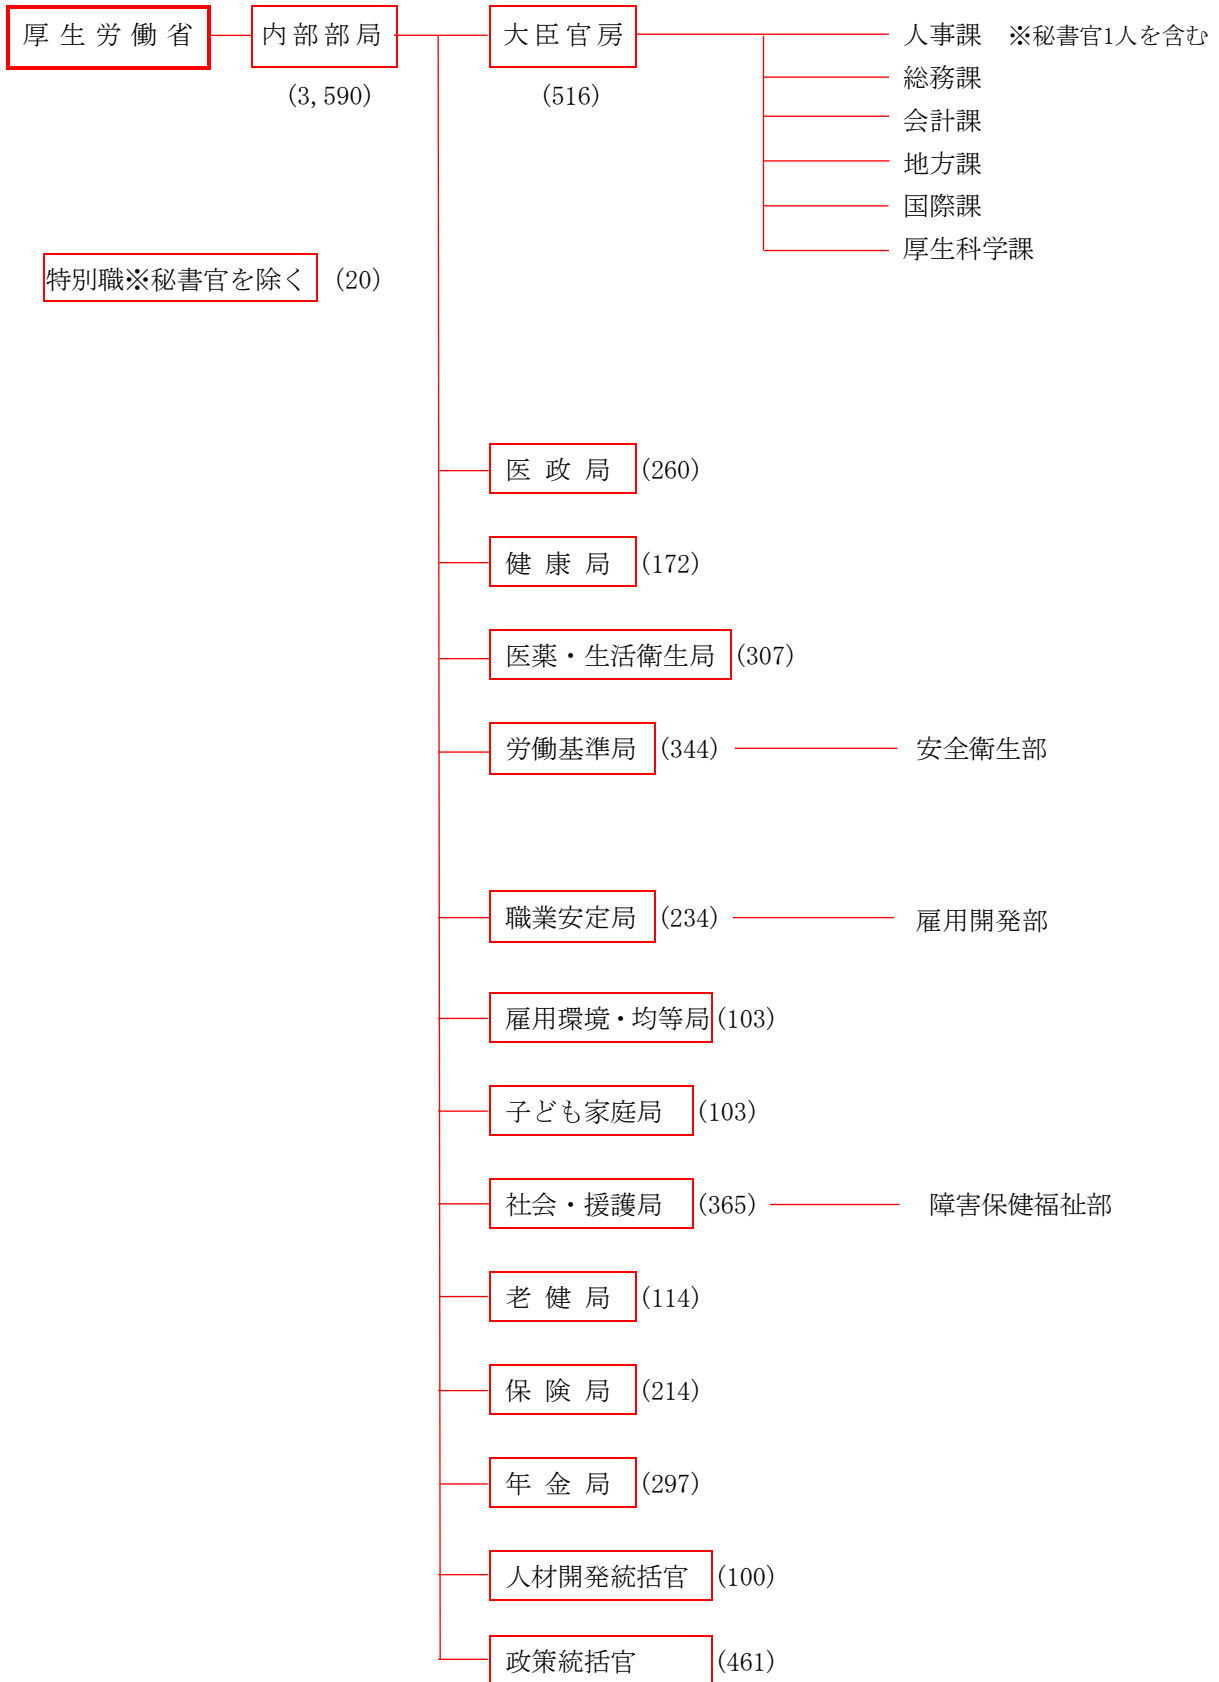 厚生労働省 内部部局 大臣官房 人事課 ※秘書官1人を含む
総務課
(3,590) (516)
会計課
地方課
国際課
厚生科学課
特別職※秘書官を除く (20)
医政局 (260)
健康局 (172)
医薬・生活衛生局 (307)
労働基準局 (344) 安全衛生部
職業安定局 (234) 雇用開発部
雇用環境・均等局 (103)
子ども家庭局 (103)
社会・援護局 (365) 障害保健福祉部
老健局 (114)
保険局 (214)
年金局 (297)
人材開発統括官 (100)
政策統括官 (461)